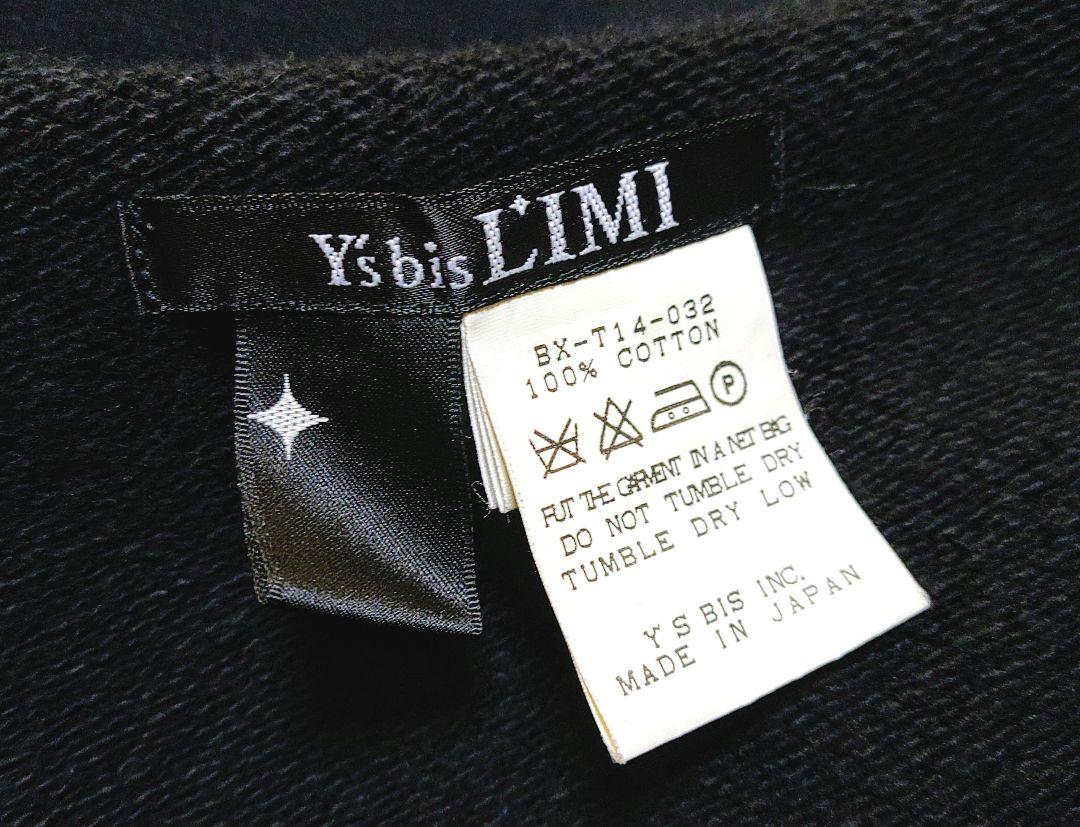 Y's bis L'IMI
BX-T14-032
100% COTTON
P
PUT THE GARMENT IN A NET BAG
DO NOT TUMBLE DRY
TUMBLE DRY LOW
Y'S BIS INC.
MADE IN JAPAN